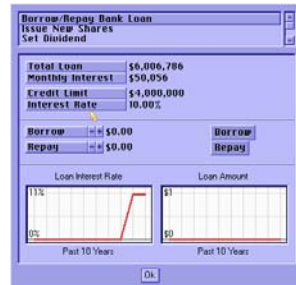 Borrow/Repay Bank Loan
Issue New Shares
Set Dividend
Total Loan $6,006,786
Monthly Interest $50,056
Credit Limit $4,000,000
Interest Rate 10.00%
Borrow $0.00 Borrow
Repay $0.00 Repay
Loan Interest Rate Loan Amount
11% $1
0% $0
Past 10 Years Past 10 Years
Ok